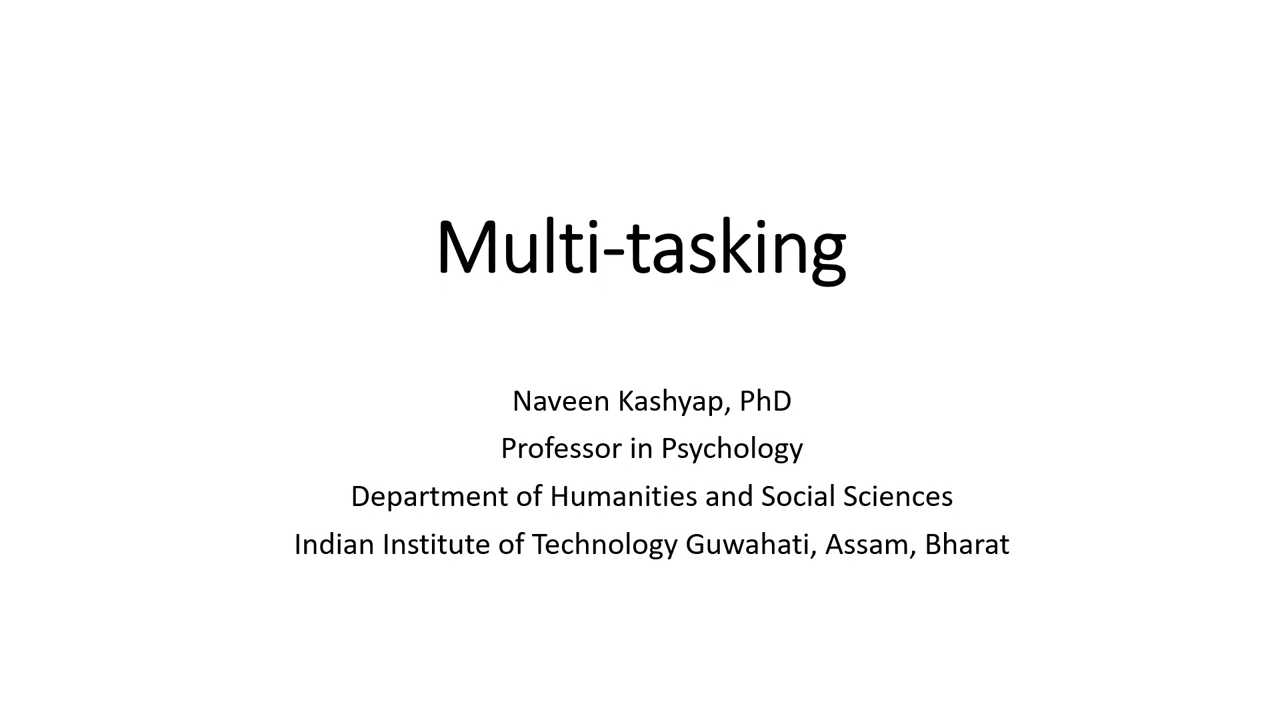 Multi-tasking
Naveen Kashyap, PhD
Professor in Psychology
Department of Humanities and Social Sciences
Indian Institute of Technology Guwahati, Assam, Bharat